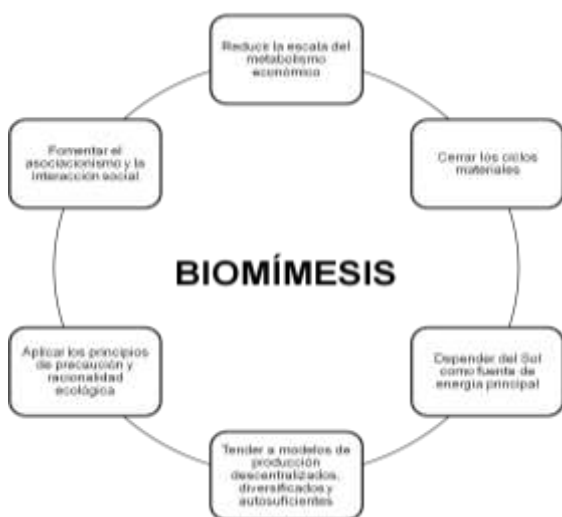 Reducir la escala del
metabolismo
económico
Cerrar los ciclos
materiales
Depender del Sol
como fuente de
energía principal
Tender a modelos de
producción
descentralizados,
diversificados y
autosuficientes
Aplicar los principios
de precaución y
racionalidad
ecológica
Fomentar el
asociacionismo y la
interacción social
BIOMÍMESIS